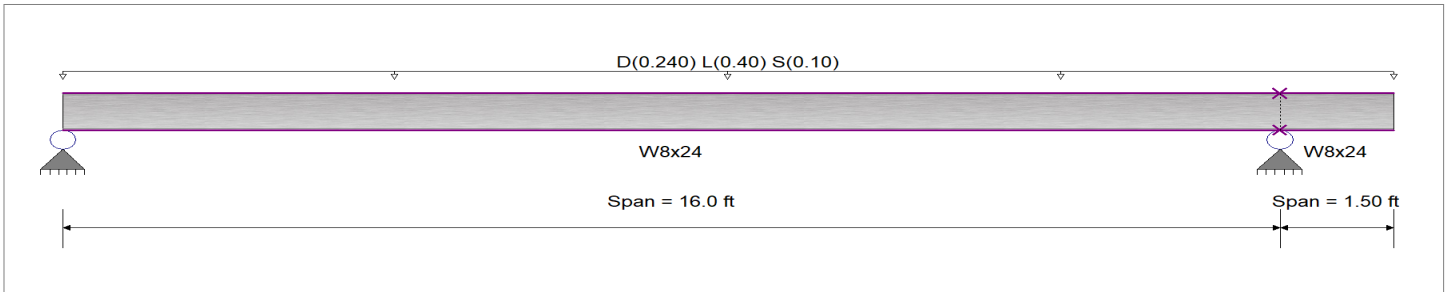 D(0.240) L(0.40) S(0.10)
W8x24
W8x24
Span = 16.0 ft
Span = 1.50 ft